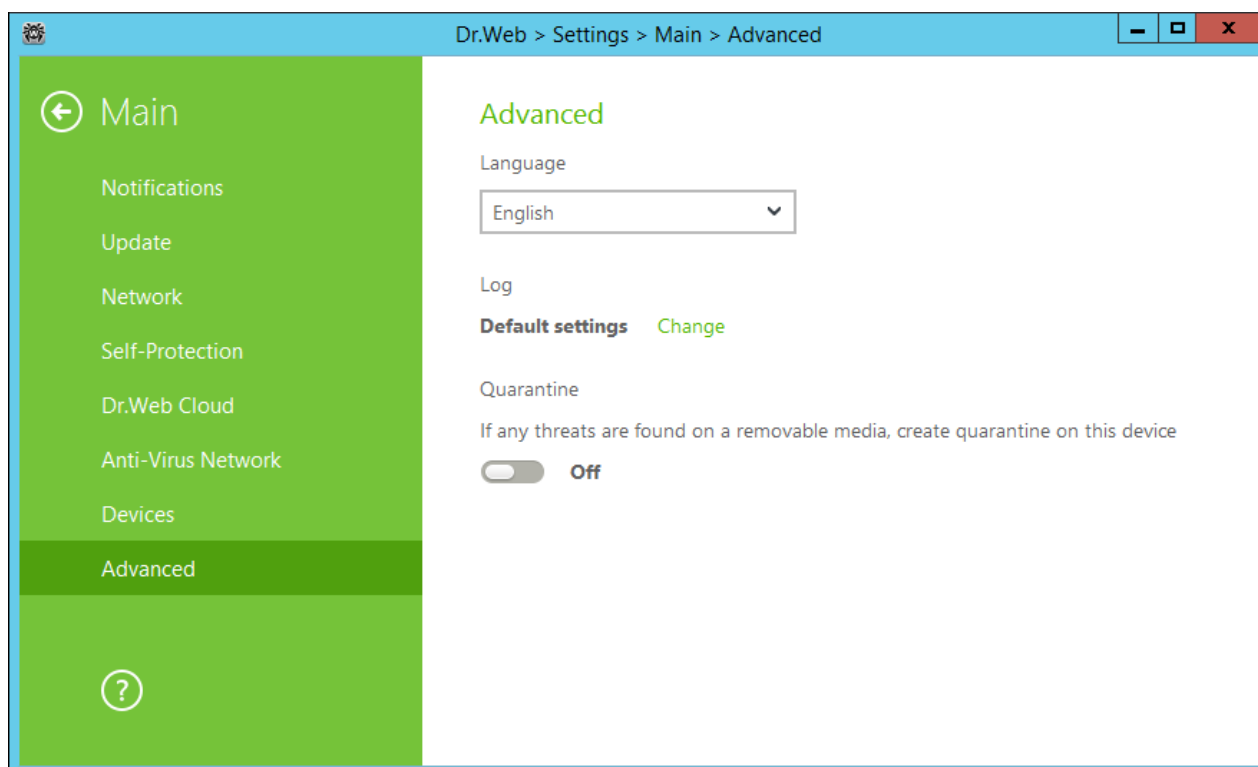 Dr.Web > Settings > Main > Advanced
Main
Notifications
Update
Network
Self-Protection
Dr.Web Cloud
Anti-Virus Network
Devices
Advanced
?
Advanced
Language
English
Log
Default settings Change
Quarantine
If any threats are found on a removable media, create quarantine on this device
Off